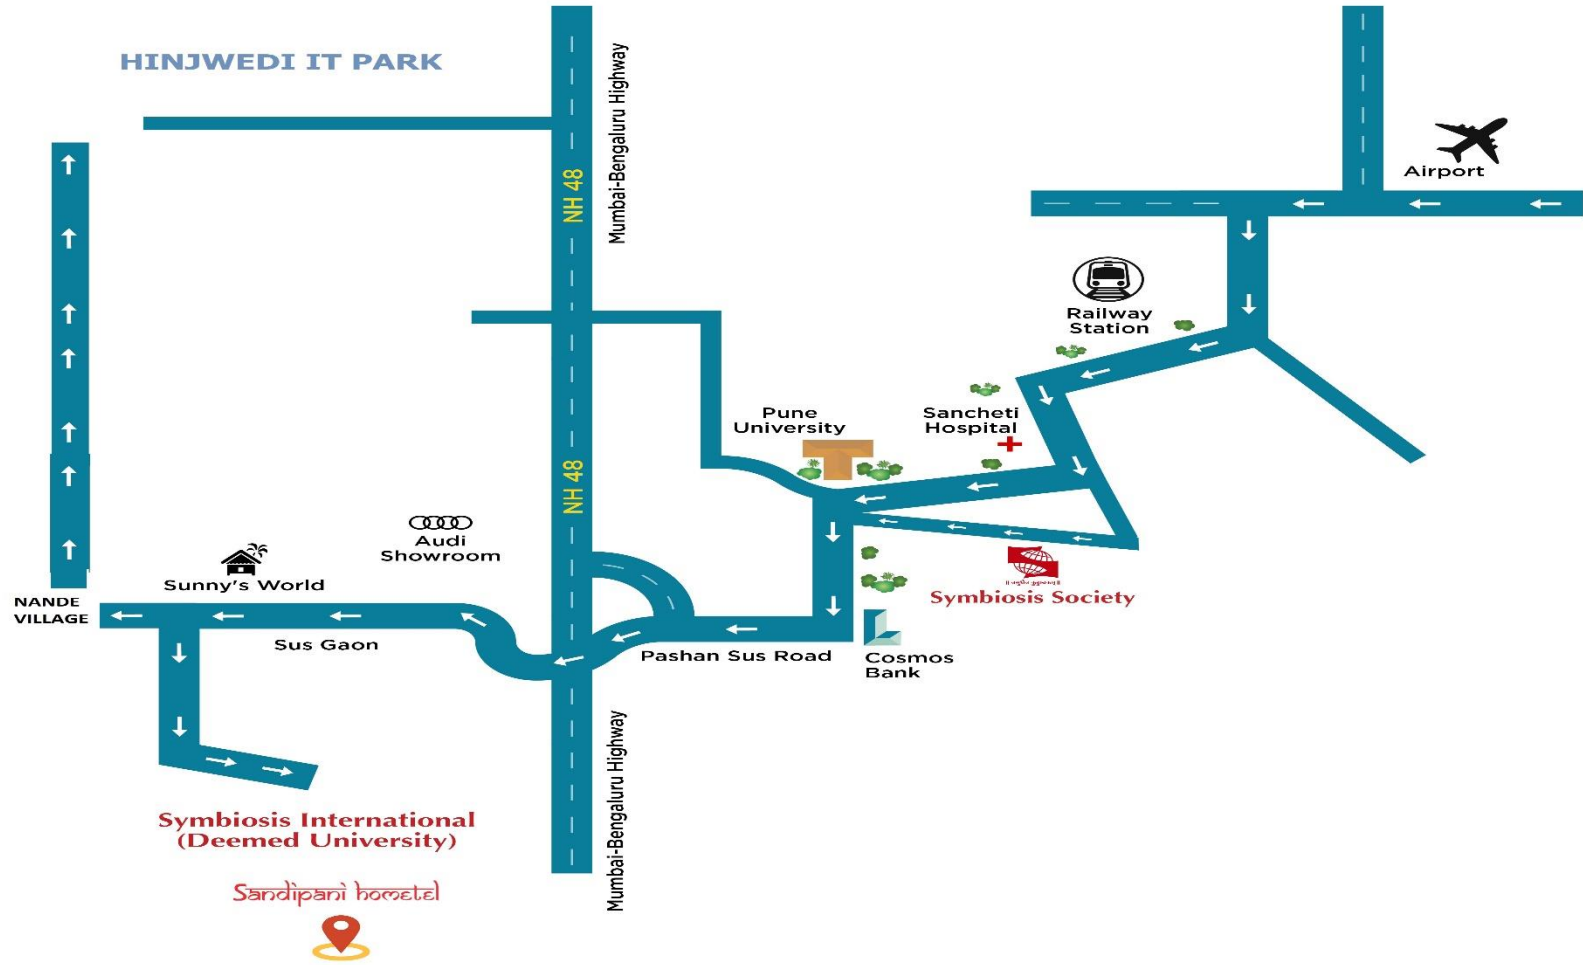 HINJWEDI IT PARK
Mumbai-Bengaluru Highway
NH 48
Airport
Railway
Station
Pune
University
Sancheti
Hospital
NH 48
Audi
Showroom
Sunny's World
NANDE
VILLAGE
Sus Gaon
Symbiosis Society
Pashan Sus Road
Cosmos
Bank
Mumbai-Bengaluru Highway
Symbiosis International
(Deemed University)
Sandipani hometel